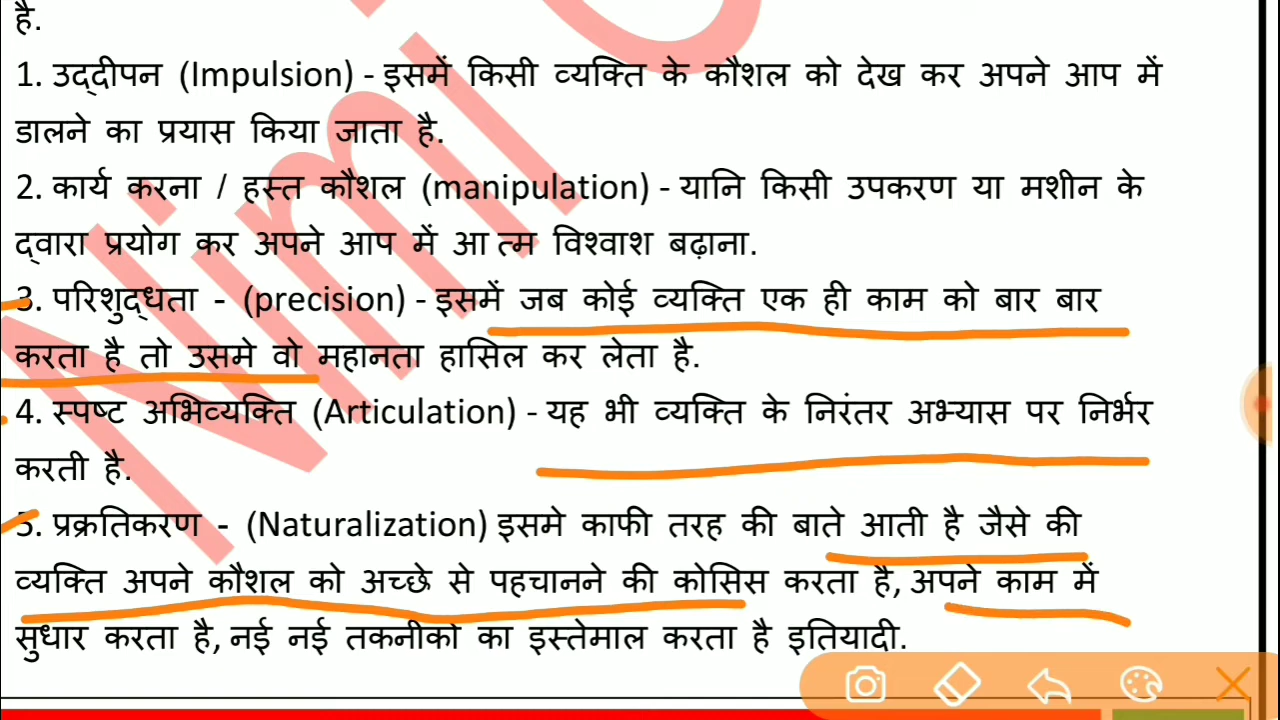 है.
1. उद्दीपन (Impulsion) - इसमें किसी व्यक्ति के कौशल को देख कर अपने आप में
डालने का प्रयास किया जाता है.
2. कार्य करना / हस्त कौशल (manipulation) - यानि किसी उपकरण या मशीन के
द्वारा प्रयोग कर अपने आप में आ त्म विश्वाश बढ़ाना.
3. परिशुद्धता - (precision) - इसमें जब कोई व्यक्ति एक ही काम को बार बार
करता है तो उसमे वो महानता हासिल कर लेता है.
4. स्पष्ट अभिव्यक्ति (Articulation) - यह भी व्यक्ति के निरंतर अभ्यास पर निर्भर
करती है.
5. प्रक्रतिकरण - (Naturalization) इसमे काफी तरह की बाते आती है जैसे की
व्यक्ति अपने कौशल को अच्छे से पहचानने की कोसिस करता है, अपने काम में
सुधार करता है, नई नई तकनीको का इस्तेमाल करता है इतियादी.